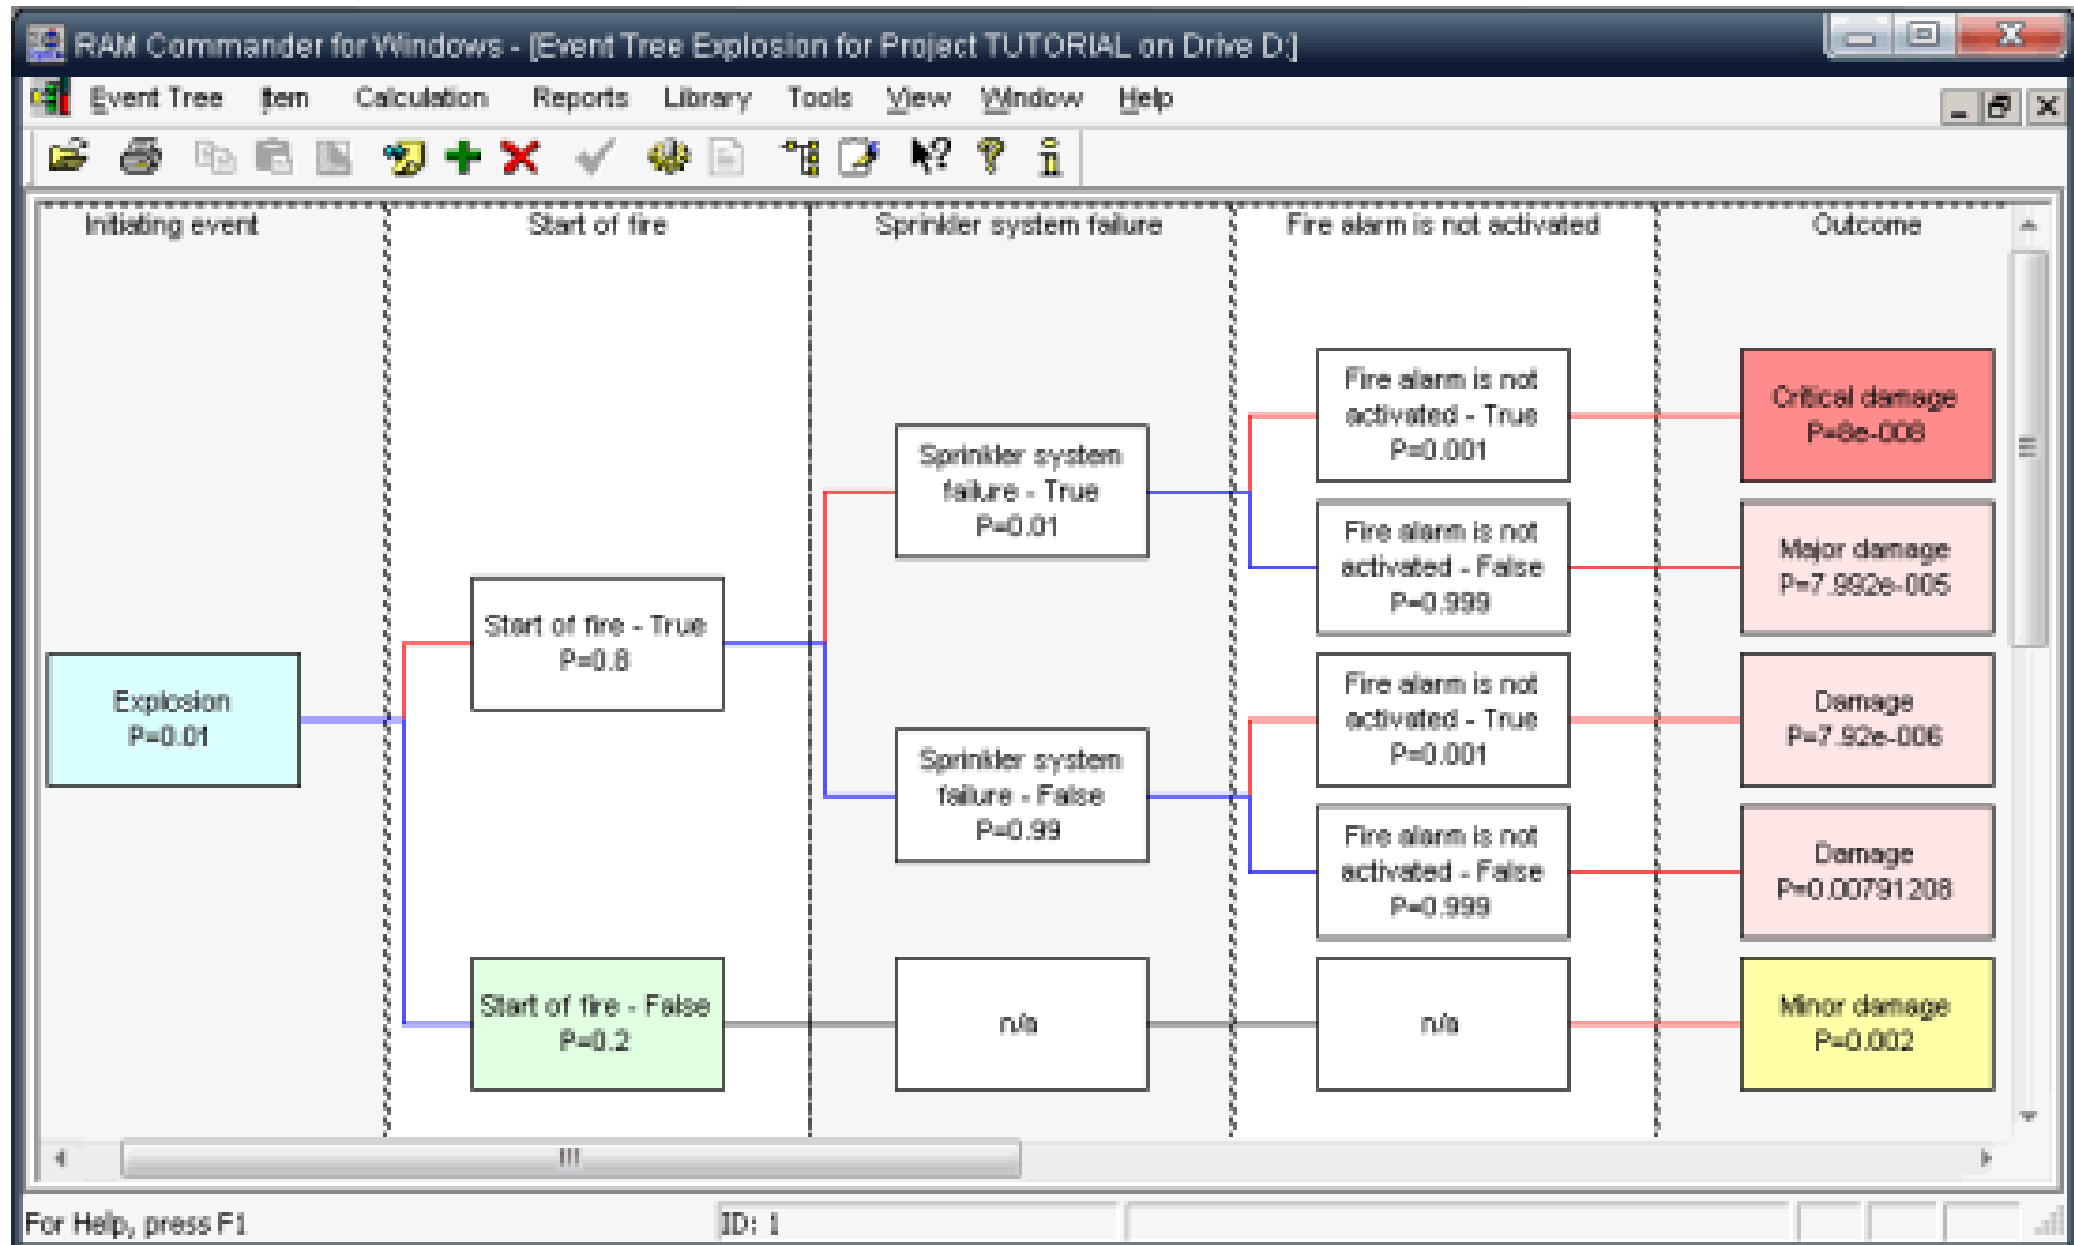 RAM Commander for Windows - [Event Tree Explosion for Project TUTORIAL on Drive D:]
Event Tree Item Calculation Reports Library Tools View Window Help
Initiating event
Start of fire
Sprinkler system failure
Fire alarm is not activated
Outcome
Explosion
P=0.01
Start of fire - True
P=0.8
Start of fire - False
P=0.2
Sprinkler system
failure - True
P=0.01
Sprinkler system
failure - False
P=0.99
n/a
Fire alarm is not
activated - True
P=0.001
Fire alarm is not
activated - False
P=0.999
Fire alarm is not
activated - True
P=0.001
Fire alarm is not
activated - False
P=0.999
n/a
Critical damage
P=8e-008
Major damage
P=7.992e-005
Damage
P=7.92e-006
Damage
P=0.00791208
Minor damage
P=0.002
For Help, press F1
ID: 1